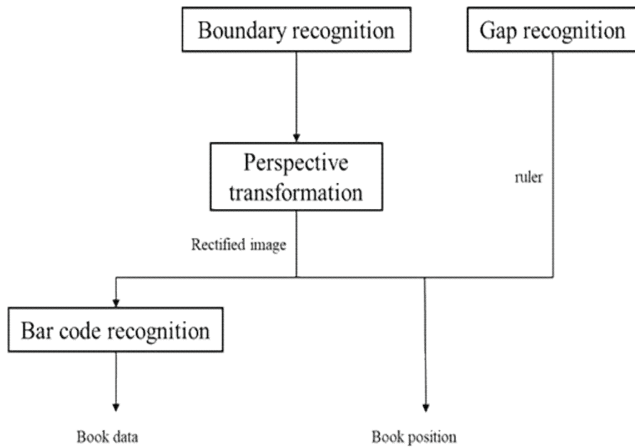 Boundary recognition
Gap recognition
Perspective
transformation
ruler
Rectified image
Bar code recognition
Book data
Book position